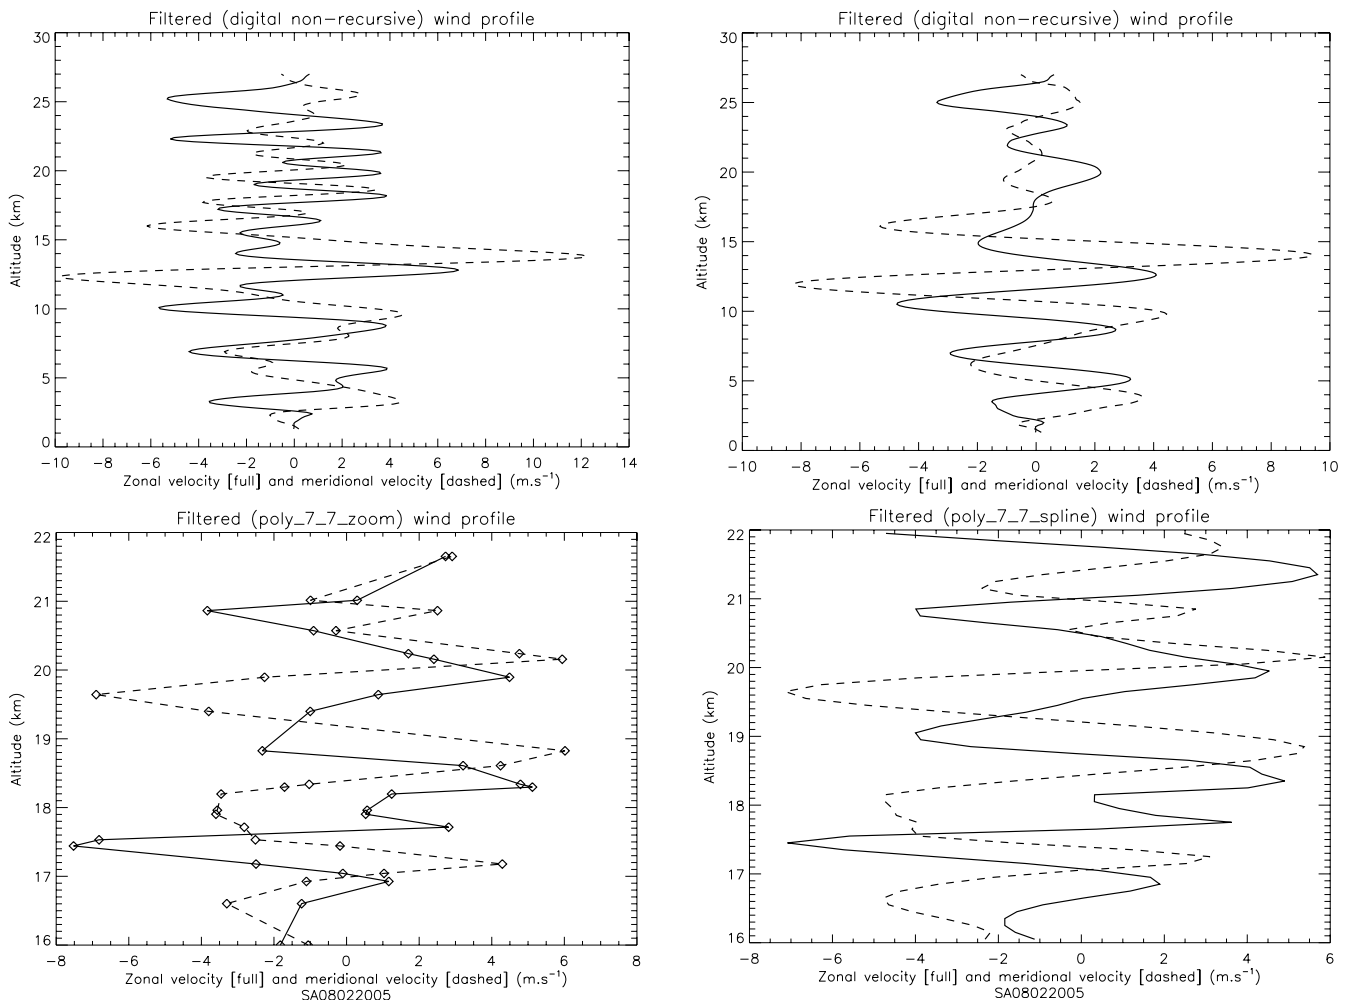 Filtered (digital non-recursive) wind profile
30
25
20
15
10
5
0
Altitude (km)
-10 -8 -6 -4 -2 0 2 4 6 8 10 12 14
Zonal velocity [full] and meridional velocity [dashed] (m.s⁻¹)
Filtered (digital non-recursive) wind profile
30
25
20
15
10
5
0
Altitude (km)
-10 -8 -6 -4 -2 0 2 4 6 8 10
Zonal velocity [full] and meridional velocity [dashed] (m.s⁻¹)
Filtered (poly_7_7_zoom) wind profile
22
21
20
19
18
17
16
Altitude (km)
-8 -6 -4 -2 0 2 4 6 8
Zonal velocity [full] and meridional velocity [dashed] (m.s⁻¹)
SA08022005
Filtered (poly_7_7_spline) wind profile
22
21
20
19
18
17
16
Altitude (km)
-8 -6 -4 -2 0 2 4 6
Zonal velocity [full] and meridional velocity [dashed] (m.s⁻¹)
SA08022005